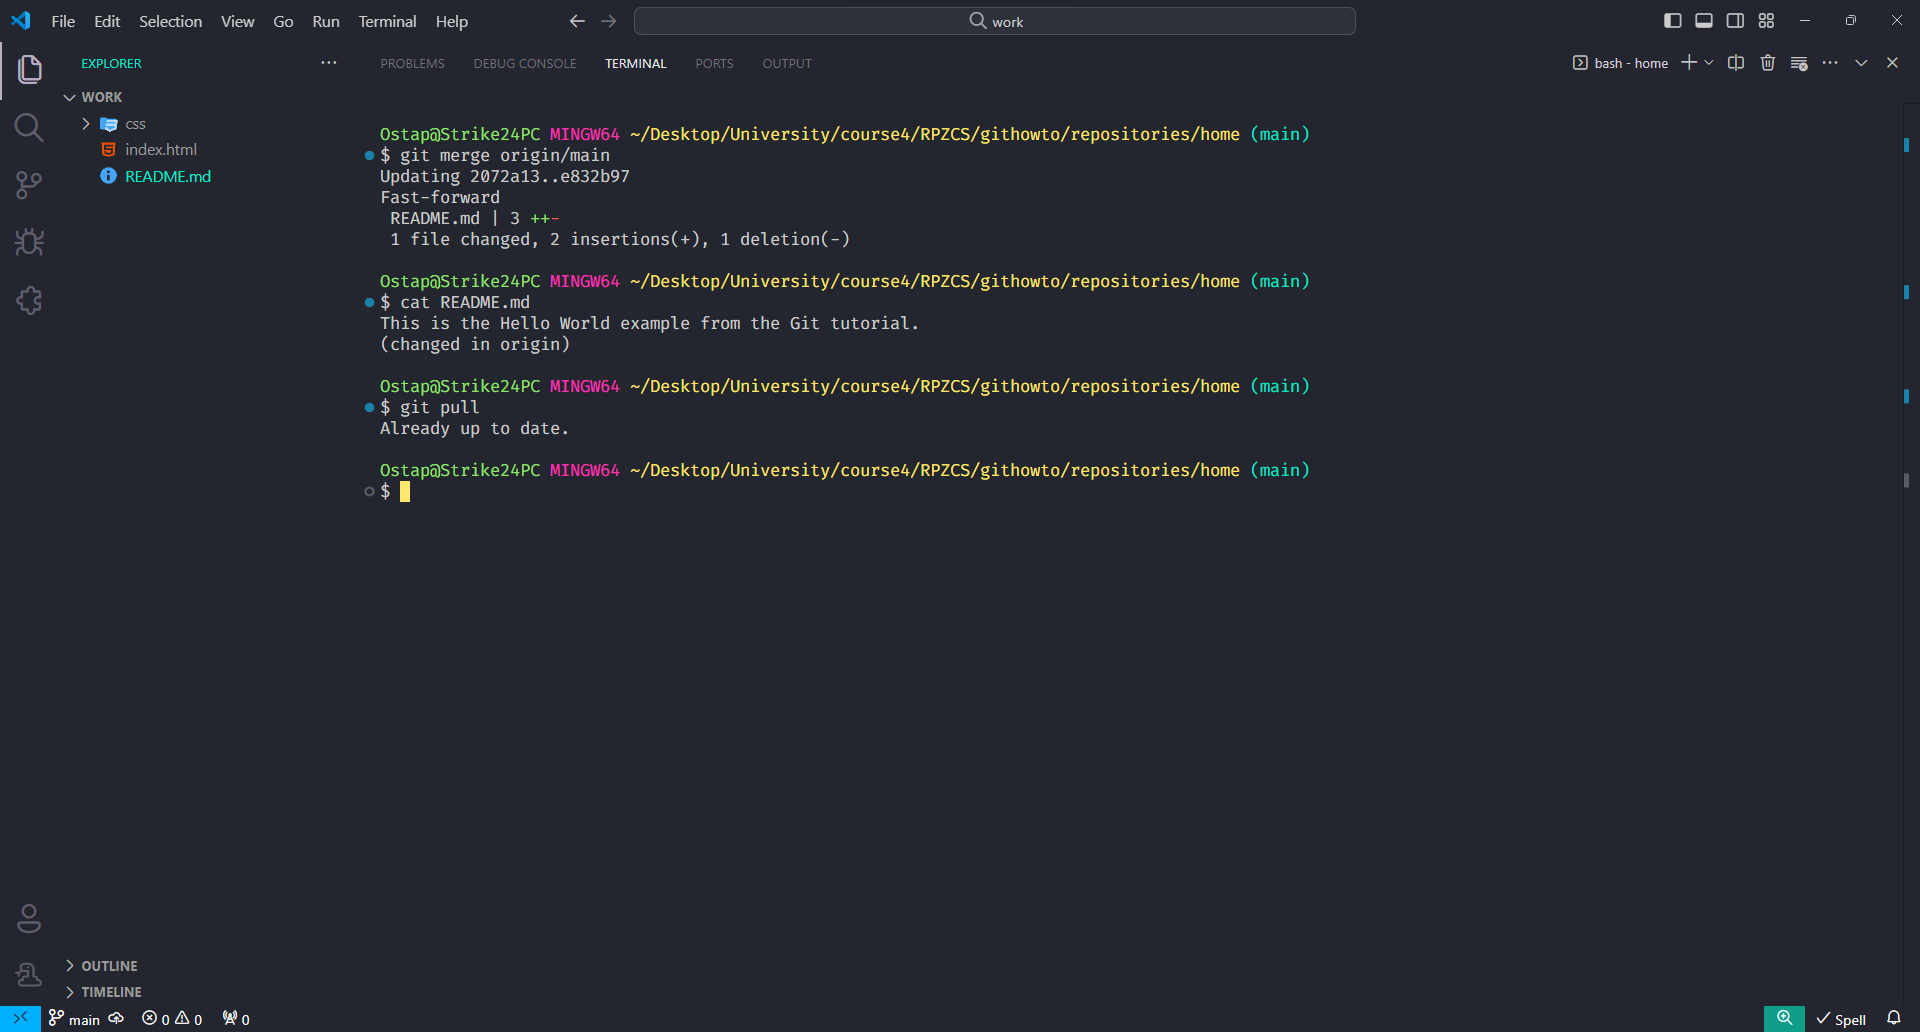 File Edit Selection View Go Run Terminal Help
work
EXPLORER
PROBLEMS DEBUG CONSOLE TERMINAL PORTS OUTPUT
bash - home
WORK
css
index.html
README.md
Ostap@Strike24PC MINGW64 ~/Desktop/University/course4/RPZCS/githowto/repositories/home (main)
$ git merge origin/main
Updating 2072a13..e832b97
Fast-forward
README.md | 3 ++-
1 file changed, 2 insertions(+), 1 deletion(-)
Ostap@Strike24PC MINGW64 ~/Desktop/University/course4/RPZCS/githowto/repositories/home (main)
$ cat README.md
This is the Hello World example from the Git tutorial.
(changed in origin)
Ostap@Strike24PC MINGW64 ~/Desktop/University/course4/RPZCS/githowto/repositories/home (main)
$ git pull
Already up to date.
Ostap@Strike24PC MINGW64 ~/Desktop/University/course4/RPZCS/githowto/repositories/home (main)
$
OUTLINE
TIMELINE
main 0 0 0
Spell